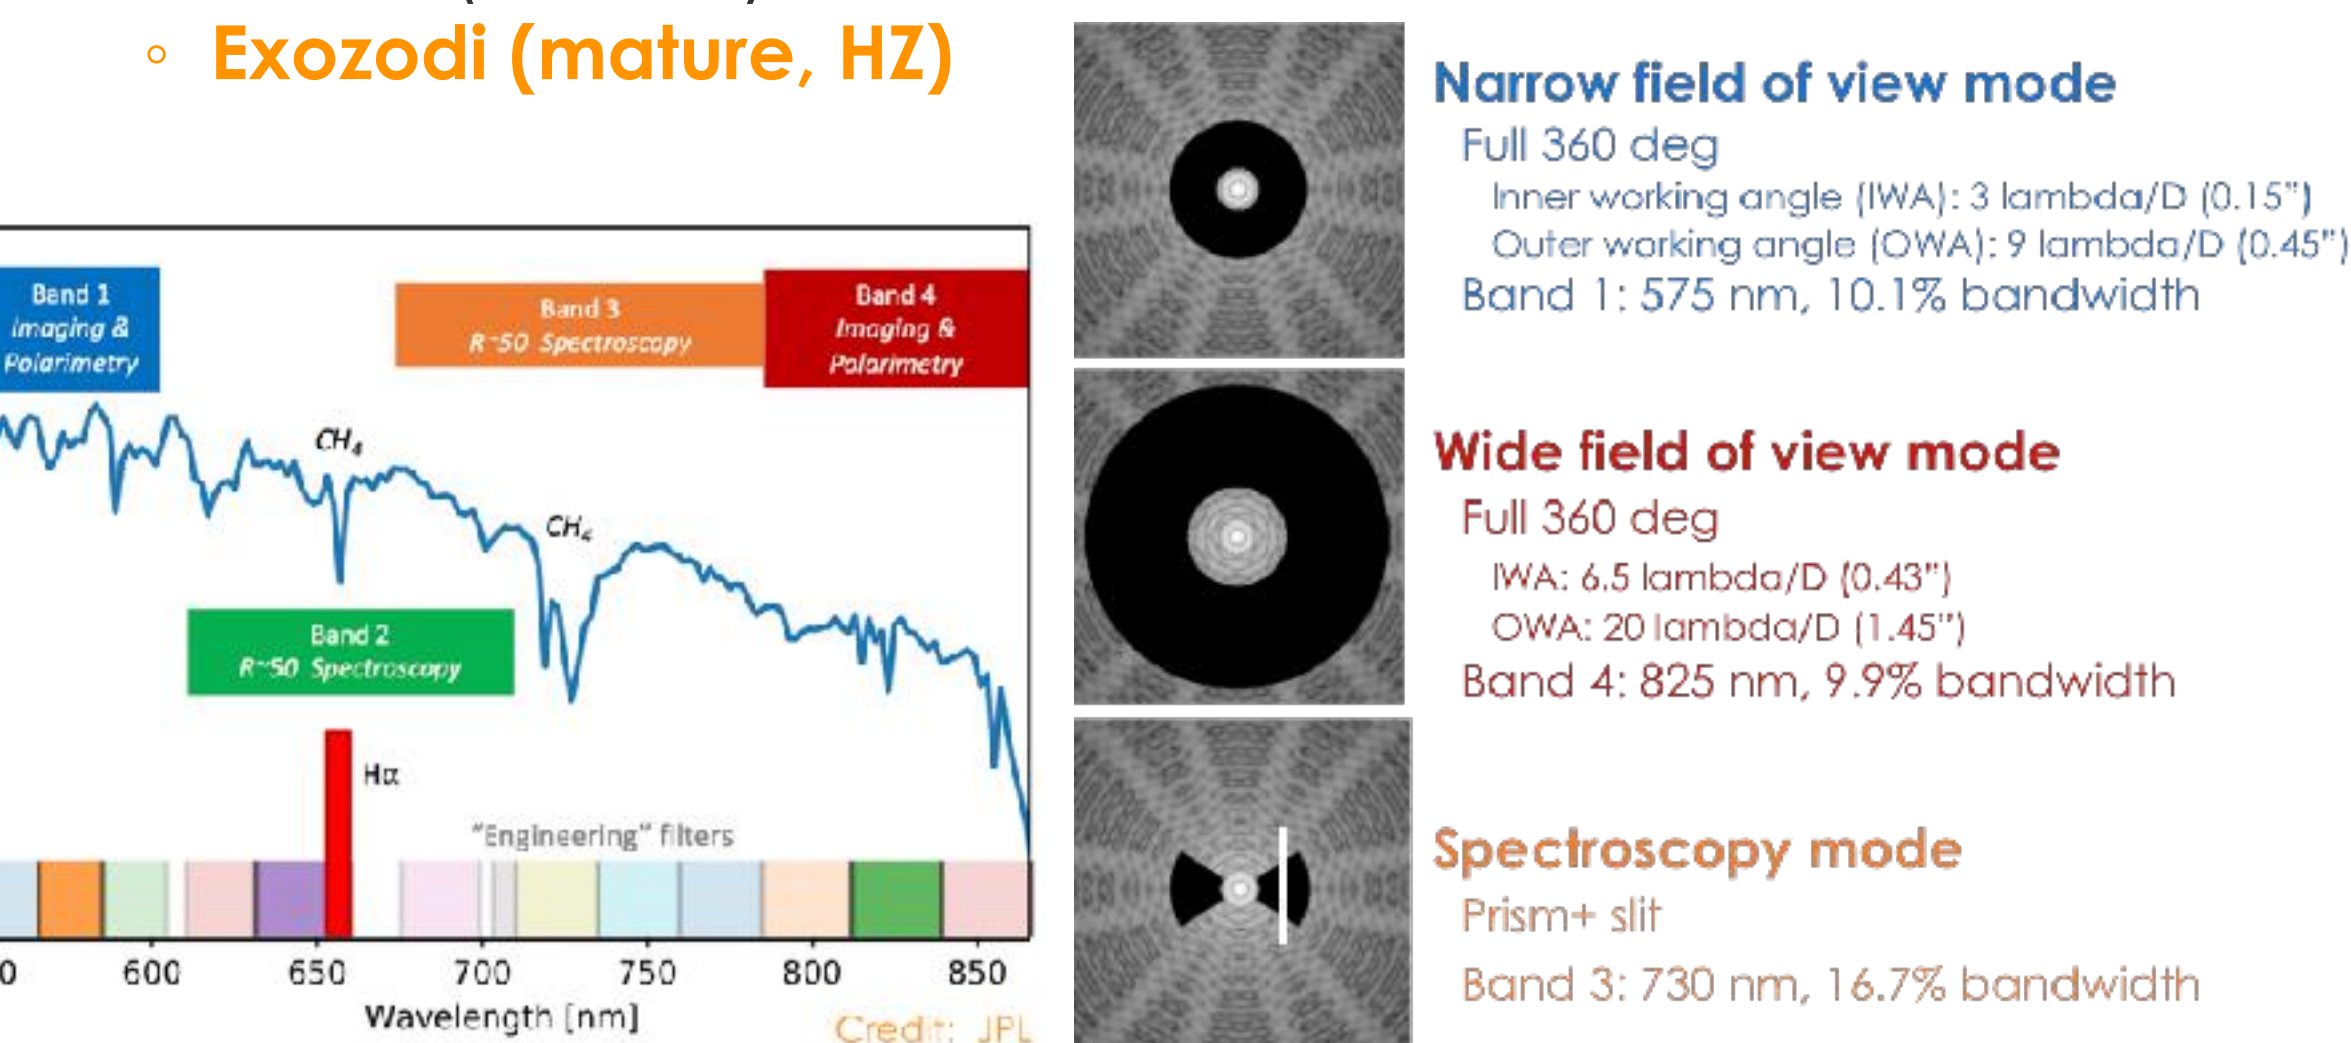 ◦ Exozodi (mature, HZ)
Band 1
Imaging &
Polarimetry
Band 3
R~50 Spectroscopy
Band 4
Imaging &
Polarimetry
CH4
CH4
Band 2
R~50 Spectroscopy
Hα
"Engineering" filters
0 600 650 700 750 800 850
Wavelength [nm]
Credit: JPL
Narrow field of view mode
Full 360 deg
Inner working angle (IWA): 3 lambda/D (0.15")
Outer working angle (OWA): 9 lambda/D (0.45")
Band 1: 575 nm, 10.1% bandwidth
Wide field of view mode
Full 360 deg
IWA: 6.5 lambda/D (0.43")
OWA: 20 lambda/D (1.45")
Band 4: 825 nm, 9.9% bandwidth
Spectroscopy mode
Prism+ slit
Band 3: 730 nm, 16.7% bandwidth